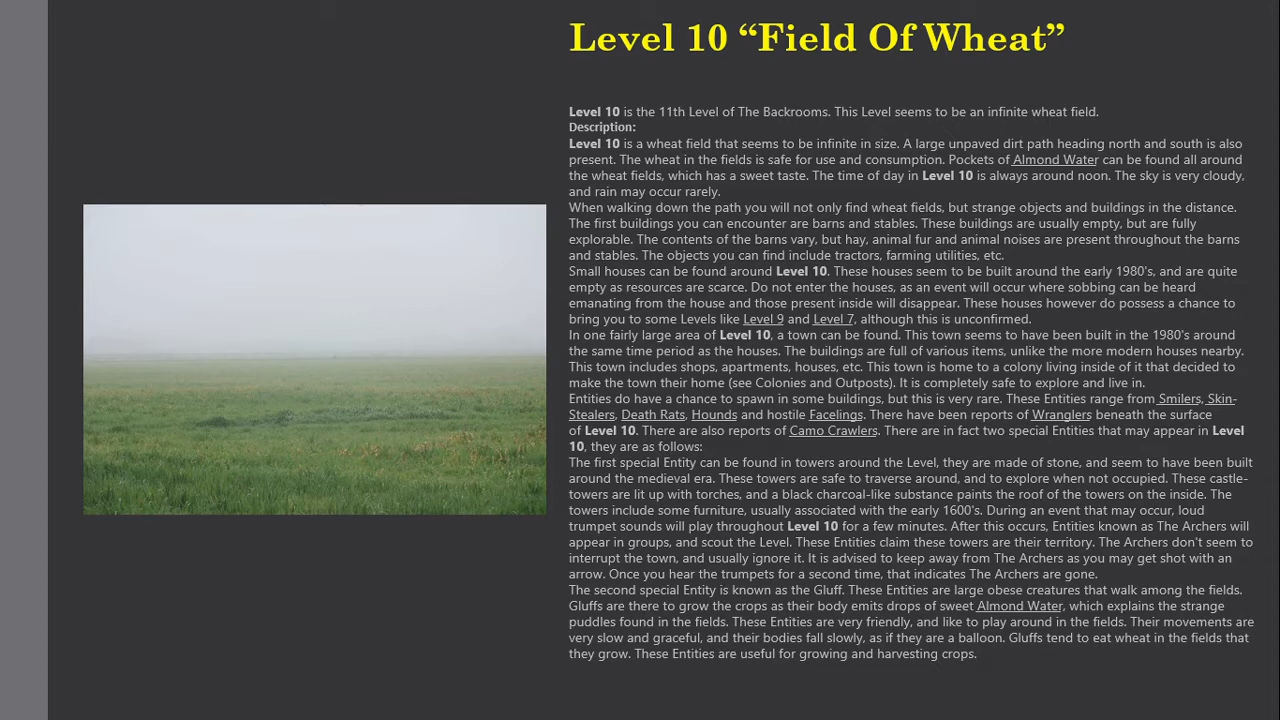 Level 10 “Field Of Wheat”
Level 10 is the 11th Level of The Backrooms. This Level seems to be an infinite wheat field.
Description:
Level 10 is a wheat field that seems to be infinite in size. A large unpaved dirt path heading north and south is also
present. The wheat in the fields is safe for use and consumption. Pockets of Almond Water can be found all around
the wheat fields, which has a sweet taste. The time of day in Level 10 is always around noon. The sky is very cloudy,
and rain may occur rarely.
When walking down the path you will not only find wheat fields, but strange objects and buildings in the distance.
The first buildings you can encounter are barns and stables. These buildings are usually empty, but are fully
explorable. The contents of the barns vary, but hay, animal fur and animal noises are present throughout the barns
and stables. The objects you can find include tractors, farming utilities, etc.
Small houses can be found around Level 10. These houses seem to be built around the early 1980's, and are quite
empty as resources are scarce. Do not enter the houses, as an event will occur where sobbing can be heard
emanating from the house and those present inside will disappear. These houses however do possess a chance to
bring you to some Levels like Level 9 and Level 7, although this is unconfirmed.
In one fairly large area of Level 10, a town can be found. This town seems to have been built in the 1980's around
the same time period as the houses. The buildings are full of various items, unlike the more modern houses nearby.
This town includes shops, apartments, houses, etc. This town is home to a colony living inside of it that decided to
make the town their home (see Colonies and Outposts). It is completely safe to explore and live in.
Entities do have a chance to spawn in some buildings, but this is very rare. These Entities range from Smilers, Skin-
Stealers, Death Rats, Hounds and hostile Facelings. There have been reports of Wranglers beneath the surface
of Level 10. There are also reports of Camo Crawlers. There are in fact two special Entities that may appear in Level
10, they are as follows:
The first special Entity can be found in towers around the Level, they are made of stone, and seem to have been built
around the medieval era. These towers are safe to traverse around, and to explore when not occupied. These castle-
towers are lit up with torches, and a black charcoal-like substance paints the roof of the towers on the inside. The
towers include some furniture, usually associated with the early 1600's. During an event that may occur, loud
trumpet sounds will play throughout Level 10 for a few minutes. After this occurs, Entities known as The Archers will
appear in groups, and scout the Level. These Entities claim these towers are their territory. The Archers don't seem to
interrupt the town, and usually ignore it. It is advised to keep away from The Archers as you may get shot with an
arrow. Once you hear the trumpets for a second time, that indicates The Archers are gone.
The second special Entity is known as the Gluff. These Entities are large obese creatures that walk among the fields.
Gluffs are there to grow the crops as their body emits drops of sweet Almond Water, which explains the strange
puddles found in the fields. These Entities are very friendly, and like to play around in the fields. Their movements are
very slow and graceful, and their bodies fall slowly, as if they are a balloon. Gluffs tend to eat wheat in the fields that
they grow. These Entities are useful for growing and harvesting crops.